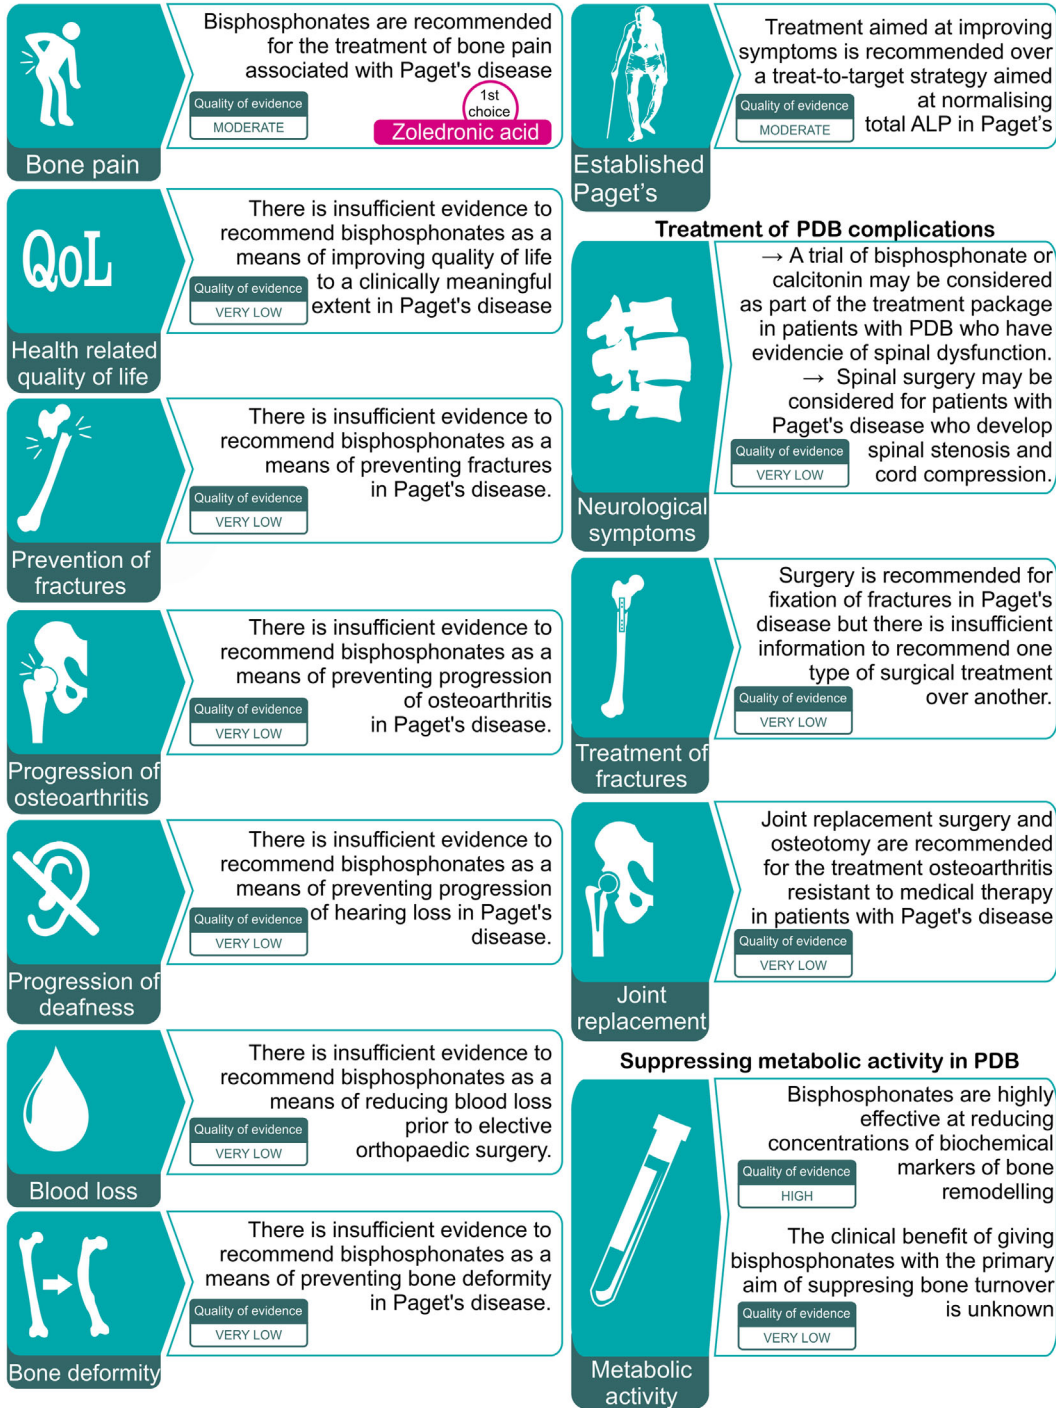 Bisphosphonates are recommended
for the treatment of bone pain
associated with Paget's disease
Quality of evidence
MODERATE
1st
choice
Zoledronic acid
Bone pain
There is insufficient evidence to
recommend bisphosphonates as a
means of improving quality of life
to a clinically meaningful
extent in Paget's disease
Quality of evidence
VERY LOW
QoL
Health related
quality of life
There is insufficient evidence to
recommend bisphosphonates as a
means of preventing fractures
in Paget's disease.
Quality of evidence
VERY LOW
Prevention of
fractures
There is insufficient evidence to
recommend bisphosphonates as a
means of preventing progression
of osteoarthritis
in Paget's disease.
Quality of evidence
VERY LOW
Progression of
osteoarthritis
There is insufficient evidence to
recommend bisphosphonates as a
means of preventing progression
of hearing loss in Paget's
disease.
Quality of evidence
VERY LOW
Progression of
deafness
There is insufficient evidence to
recommend bisphosphonates as a
means of reducing blood loss
prior to elective
orthopaedic surgery.
Quality of evidence
VERY LOW
Blood loss
There is insufficient evidence to
recommend bisphosphonates as a
means of preventing bone deformity
in Paget's disease.
Quality of evidence
VERY LOW
Bone deformity
Treatment aimed at improving
symptoms is recommended over
a treat-to-target strategy aimed
at normalising
total ALP in Paget's
Quality of evidence
MODERATE
Established
Paget's
Treatment of PDB complications
→ A trial of bisphosphonate or
calcitonin may be considered
as part of the treatment package
in patients with PDB who have
evidencie of spinal dysfunction.
→ Spinal surgery may be
considered for patients with
Paget's disease who develop
spinal stenosis and
cord compression.
Quality of evidence
VERY LOW
Neurological
symptoms
Surgery is recommended for
fixation of fractures in Paget's
disease but there is insufficient
information to recommend one
type of surgical treatment
over another.
Quality of evidence
VERY LOW
Treatment of
fractures
Joint replacement surgery and
osteotomy are recommended
for the treatment osteoarthritis
resistant to medical therapy
in patients with Paget's disease
Quality of evidence
VERY LOW
Joint
replacement
Suppressing metabolic activity in PDB
Bisphosphonates are highly
effective at reducing
concentrations of biochemical
markers of bone
remodelling
Quality of evidence
HIGH
The clinical benefit of giving
bisphosphonates with the primary
aim of suppresing bone turnover
is unknown
Quality of evidence
VERY LOW
Metabolic
activity